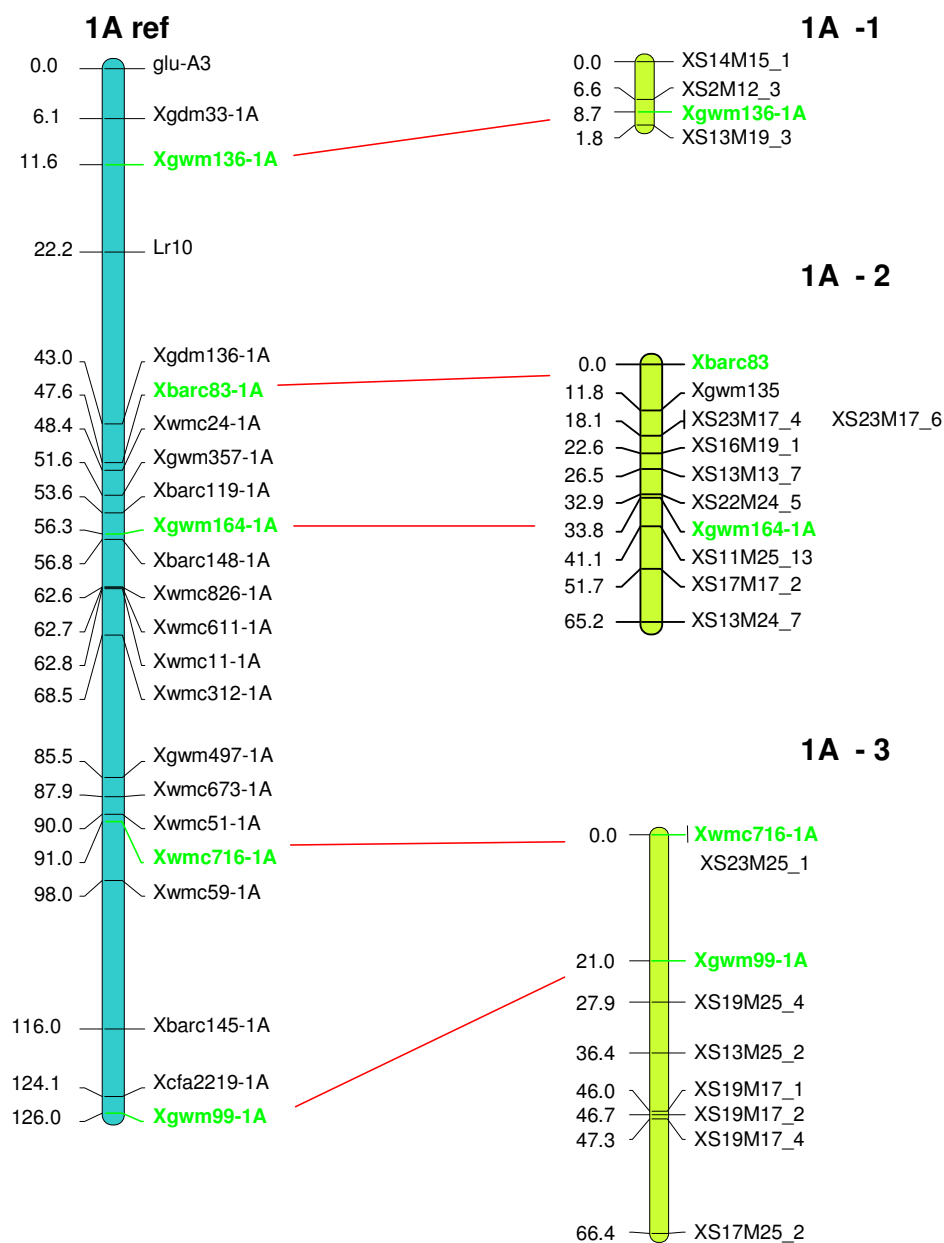 1A ref
0.0 glu-A3
6.1 Xgdm33-1A
11.6 Xgwm136-1A
22.2 Lr10
43.0 Xgdm136-1A
47.6 Xbarc83-1A
48.4 Xwmc24-1A
51.6 Xgwm357-1A
53.6 Xbarc119-1A
56.3 Xgwm164-1A
56.8 Xbarc148-1A
62.6 Xwmc826-1A
62.7 Xwmc611-1A
62.8 Xwmc11-1A
68.5 Xwmc312-1A
85.5 Xgwm497-1A
87.9 Xwmc673-1A
90.0 Xwmc51-1A
91.0 Xwmc716-1A
98.0 Xwmc59-1A
116.0 Xbarc145-1A
124.1 Xcfa2219-1A
126.0 Xgwm99-1A
1A -1
0.0 XS14M15_1
6.6 XS2M12_3
8.7 Xgwm136-1A
1.8 XS13M19_3
1A - 2
0.0 Xbarc83
11.8 Xgwm135
18.1 XS23M17_4 XS23M17_6
22.6 XS16M19_1
26.5 XS13M13_7
32.9 XS22M24_5
33.8 Xgwm164-1A
41.1 XS11M25_13
51.7 XS17M17_2
65.2 XS13M24_7
1A - 3
0.0 Xwmc716-1A
XS23M25_1
21.0 Xgwm99-1A
27.9 XS19M25_4
36.4 XS13M25_2
46.0 XS19M17_1
46.7 XS19M17_2
47.3 XS19M17_4
66.4 XS17M25_2